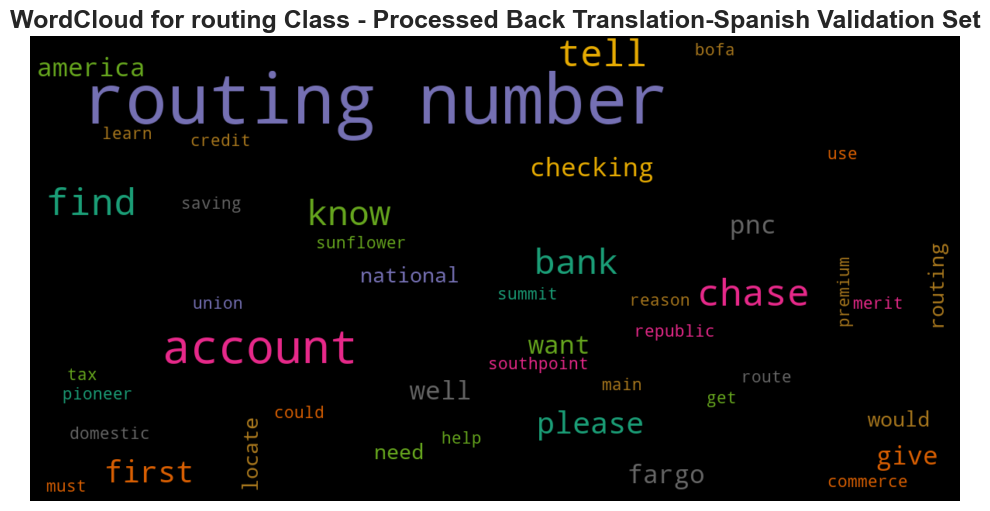 WordCloud for routing Class - Processed Back Translation-Spanish Validation Set
tell
bofa
america
routing number
learn
credit
use
checking
find
saving
know
pnc
sunflower
bank
national
routing
premium
summit
chase
union
reason
merit
republic
account
want
southpoint
tax
route
pioneer
well
main
get
could
please
would
domestic
help
locate
need
give
first
fargo
must
commerce